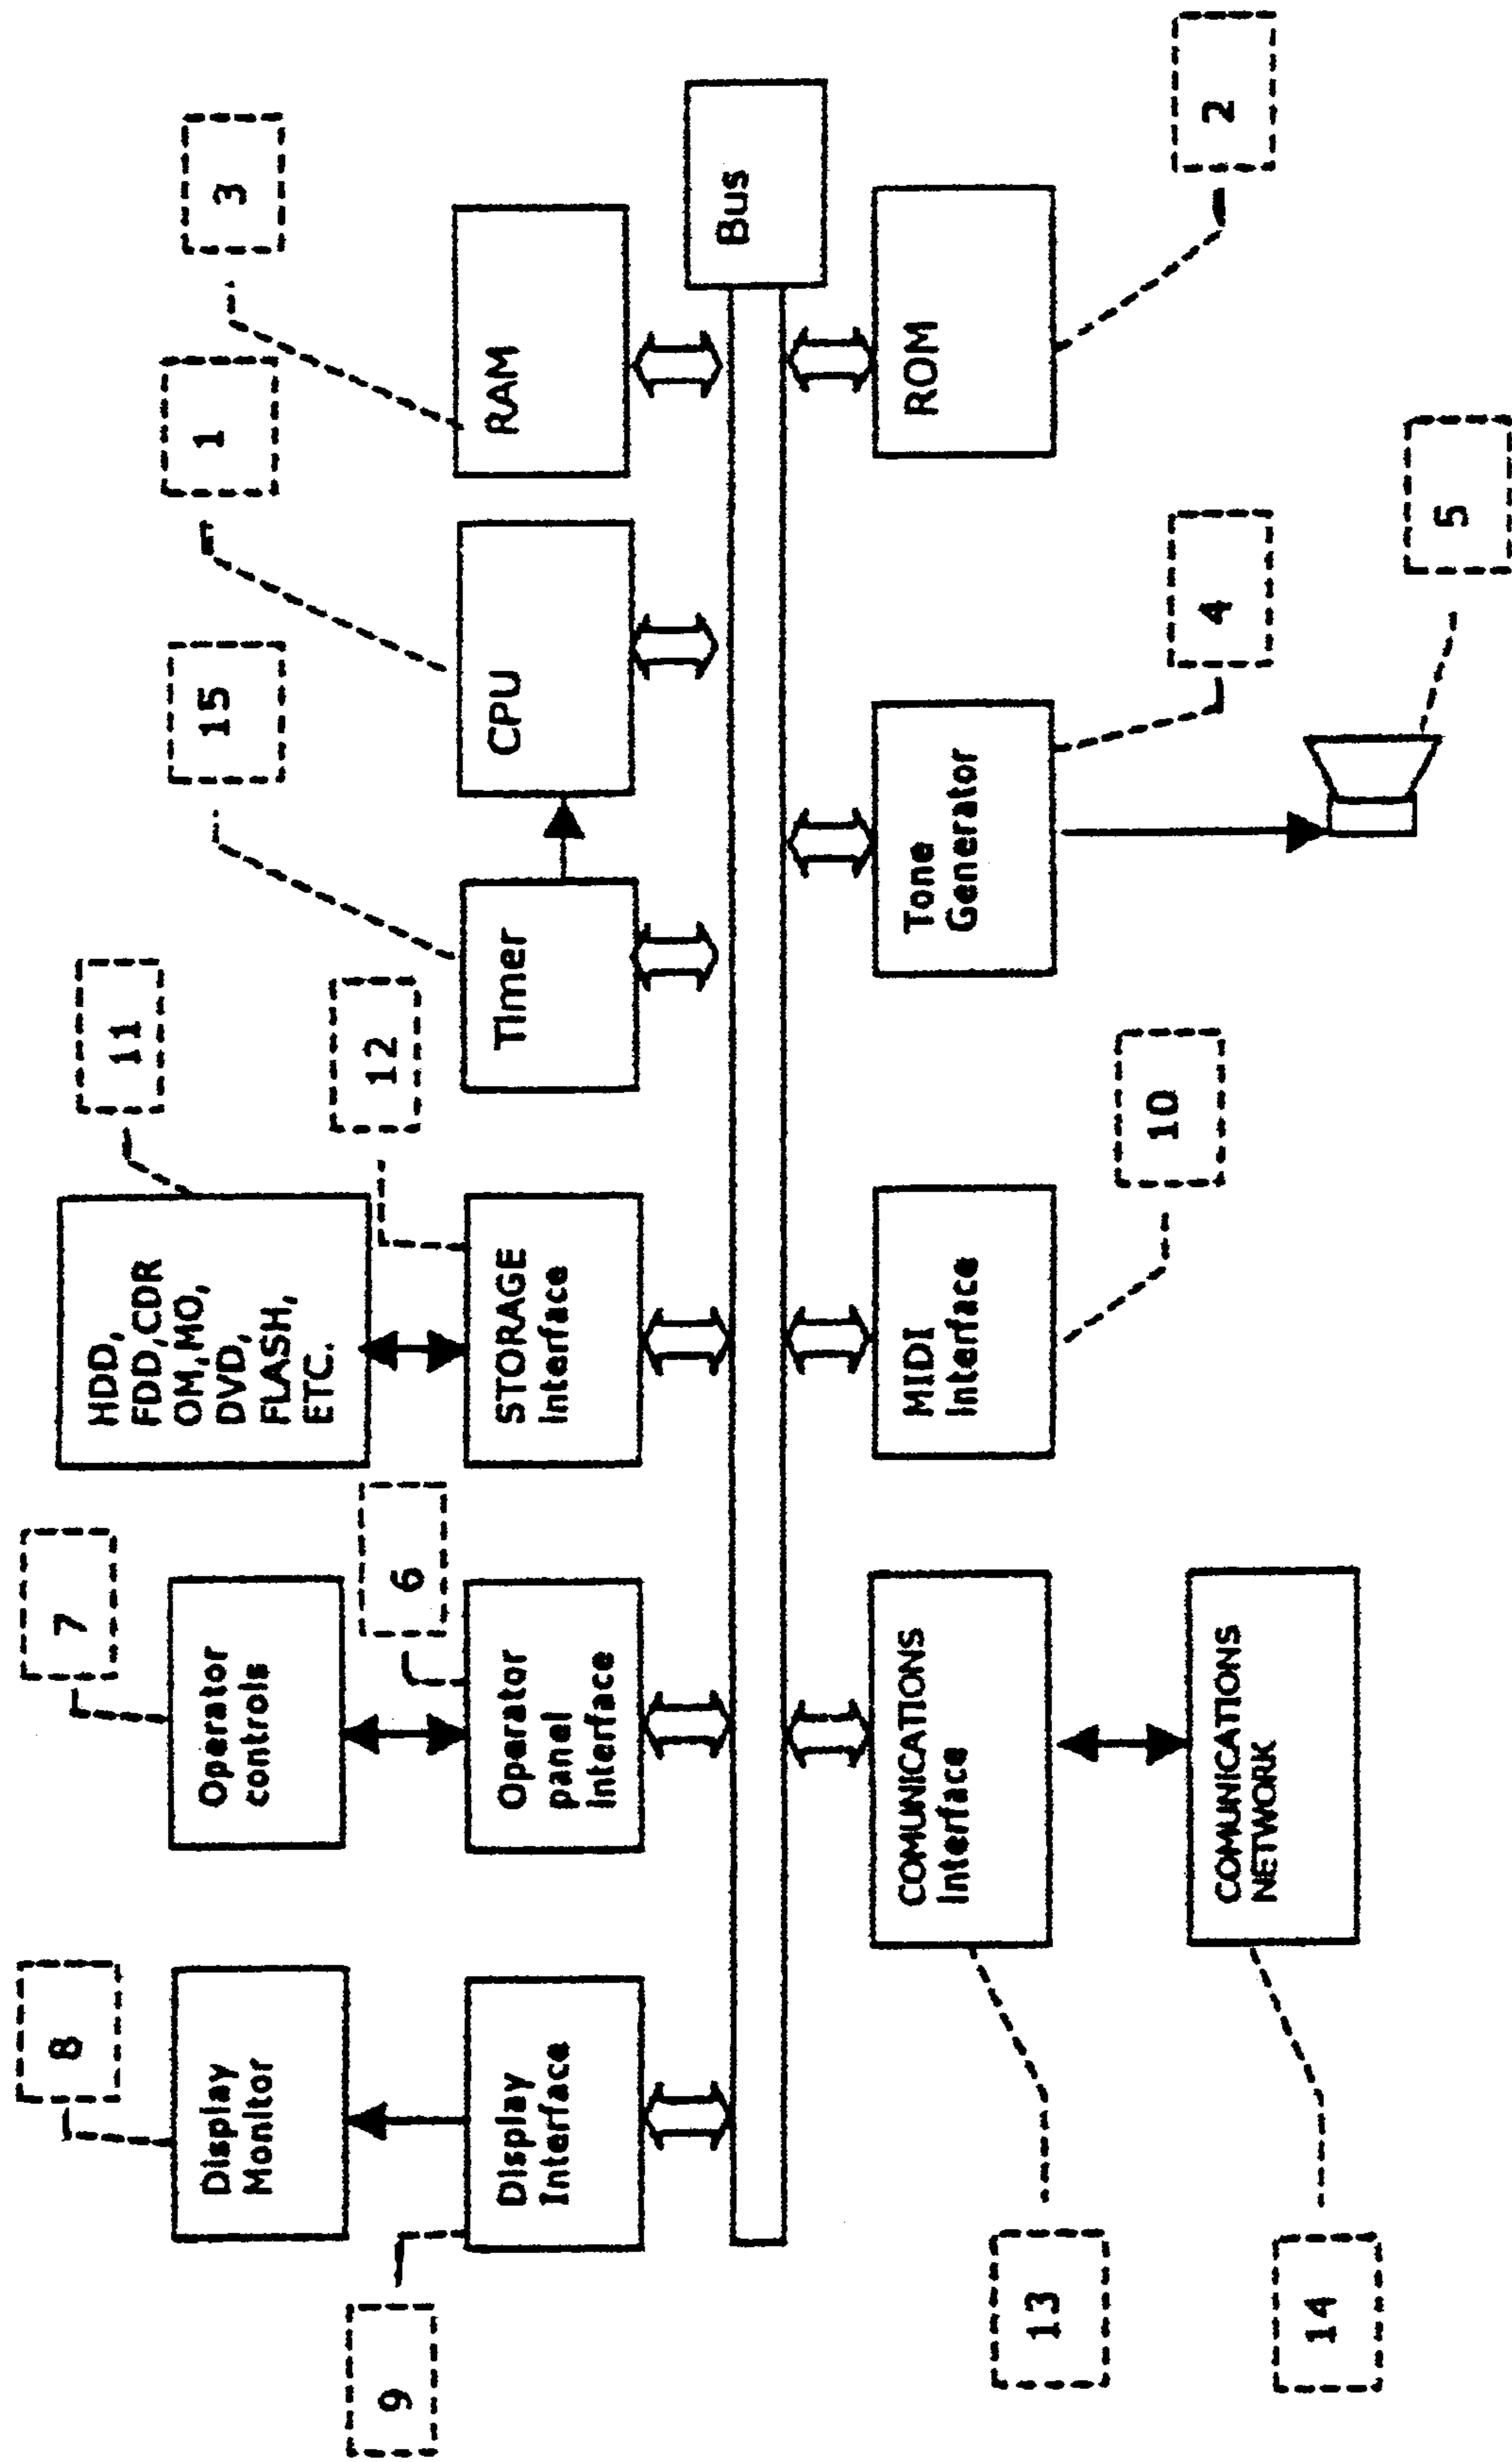 8
7
11
3
9
Display
Monitor
Operator
controls
6
HDD,
FDD,CDR
OM,MO,
DVD,
FLASH,
ETC.
12
15
1
Display
Interface
Operator
panel
Interface
STORAGE
Interface
Timer
CPU
RAM
Bus
COMUNICATIONS
Interface
MIDI
Interface
Tone
Generator
ROM
13
10
4
2
COMUNICATIONS
NETWORK
14
5